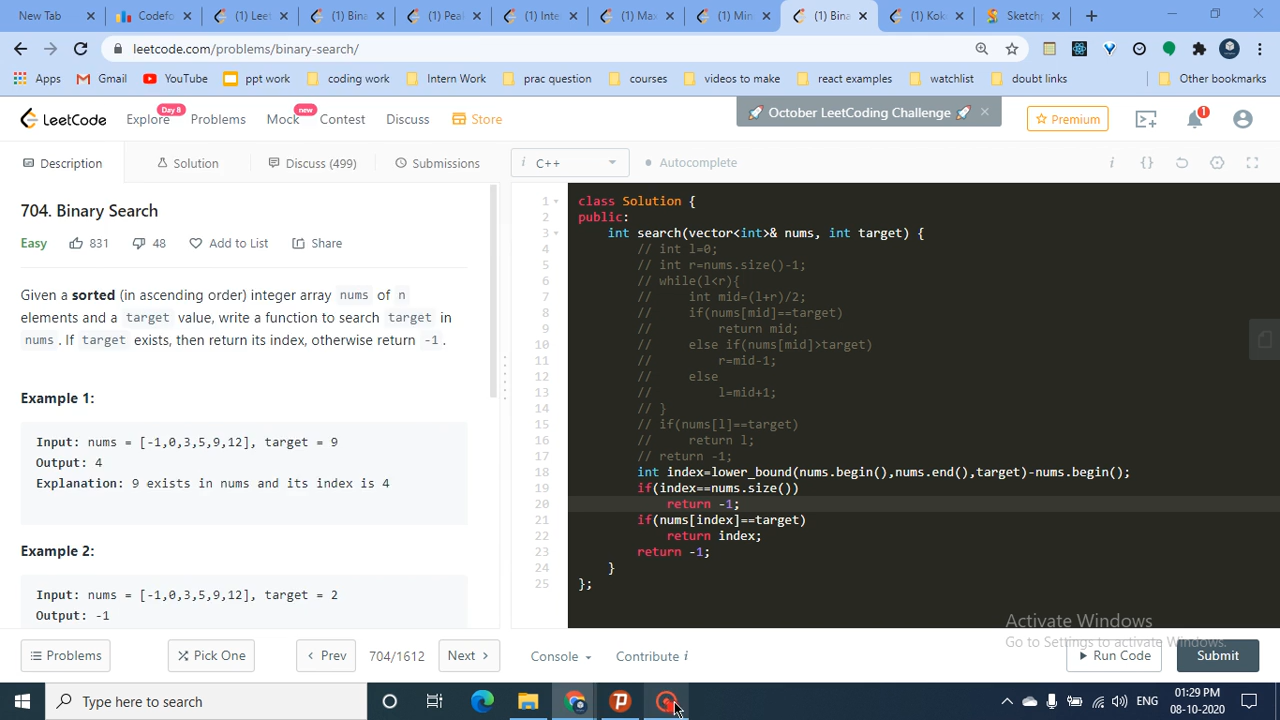 New Tab
Codefo
(1) Leet
(1) Bina
(1) Peak
(1) Inte
(1) Max
(1) Min
(1) Bina
(1) Koko
Sketchp
leetcode.com/problems/binary-search/
Apps
Gmail
YouTube
ppt work
coding work
Intern Work
prac question
courses
videos to make
react examples
watchlist
doubt links
Other bookmarks
LeetCode
Explore
Day 8
Problems
Mock
new
Contest
Discuss
Store
🚀 October LeetCoding Challenge 🚀
Premium
1
Description
Solution
Discuss (499)
Submissions
i C++
Autocomplete
704. Binary Search
Easy
831
48
Add to List
Share
Given a sorted (in ascending order) integer array nums of n
elements and a target value, write a function to search target in
nums . If target exists, then return its index, otherwise return -1 .
Example 1:
Input: nums = [-1,0,3,5,9,12], target = 9
Output: 4
Explanation: 9 exists in nums and its index is 4
Example 2:
Input: nums = [-1,0,3,5,9,12], target = 2
Output: -1
1 class Solution {
2 public:
3 int search(vector<int>& nums, int target) {
4 // int l=0;
5 // int r=nums.size()-1;
6 // while(l<r){
7 // int mid=(l+r)/2;
8 // if(nums[mid]==target)
9 // return mid;
10 // else if(nums[mid]>target)
11 // r=mid-1;
12 // else
13 // l=mid+1;
14 // }
15 // if(nums[l]==target)
16 // return l;
17 // return -1;
18 int index=lower_bound(nums.begin(),nums.end(),target)-nums.begin();
19 if(index==nums.size())
20 return -1;
21 if(nums[index]==target)
22 return index;
23 return -1;
24 }
25 };
Activate Windows
Go to Settings to activate Windows.
Problems
Pick One
Prev
704/1612
Next
Console
Contribute i
Run Code
Submit
Type here to search
ENG
01:29 PM
08-10-2020